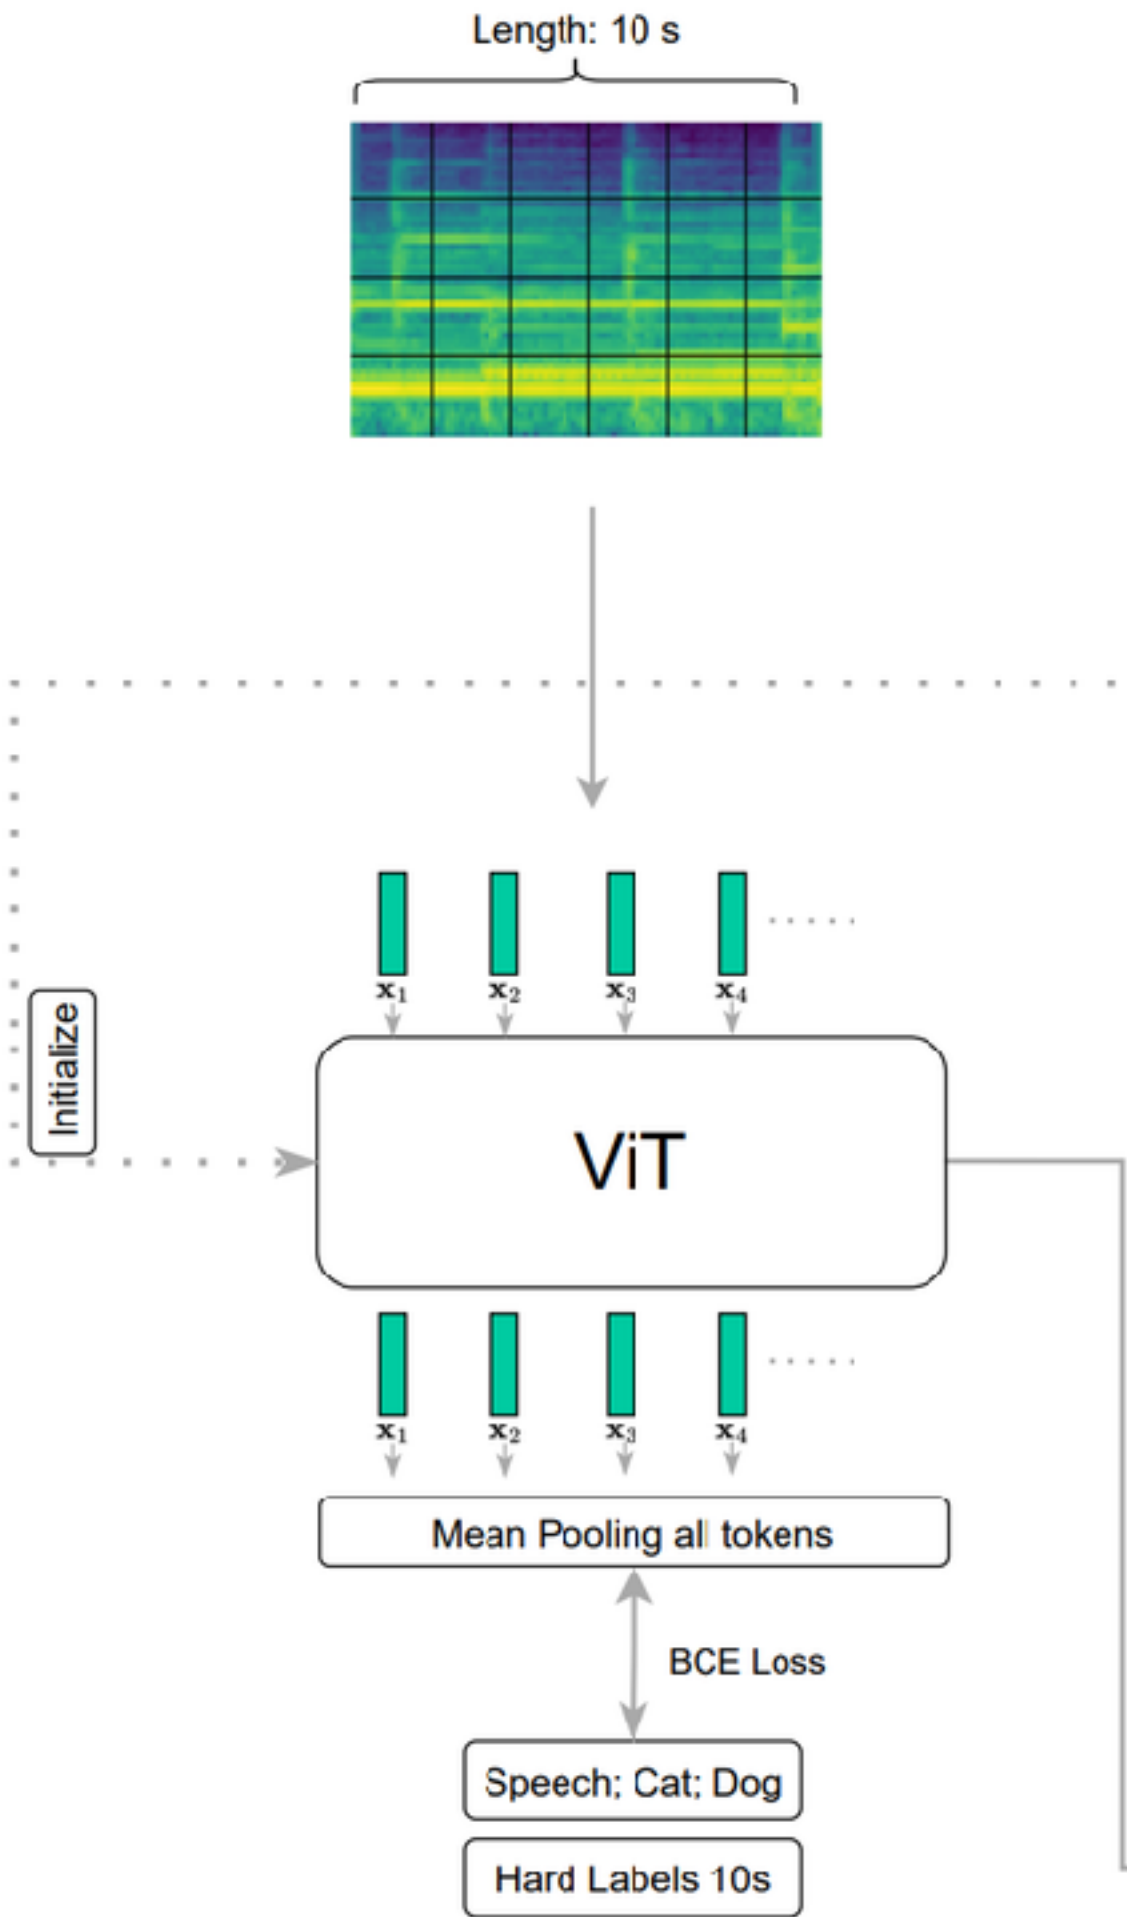 Length: 10 s
x1 x2 x3 x4
Initialize
ViT
x1 x2 x3 x4
Mean Pooling all tokens
BCE Loss
Speech; Cat; Dog
Hard Labels 10s